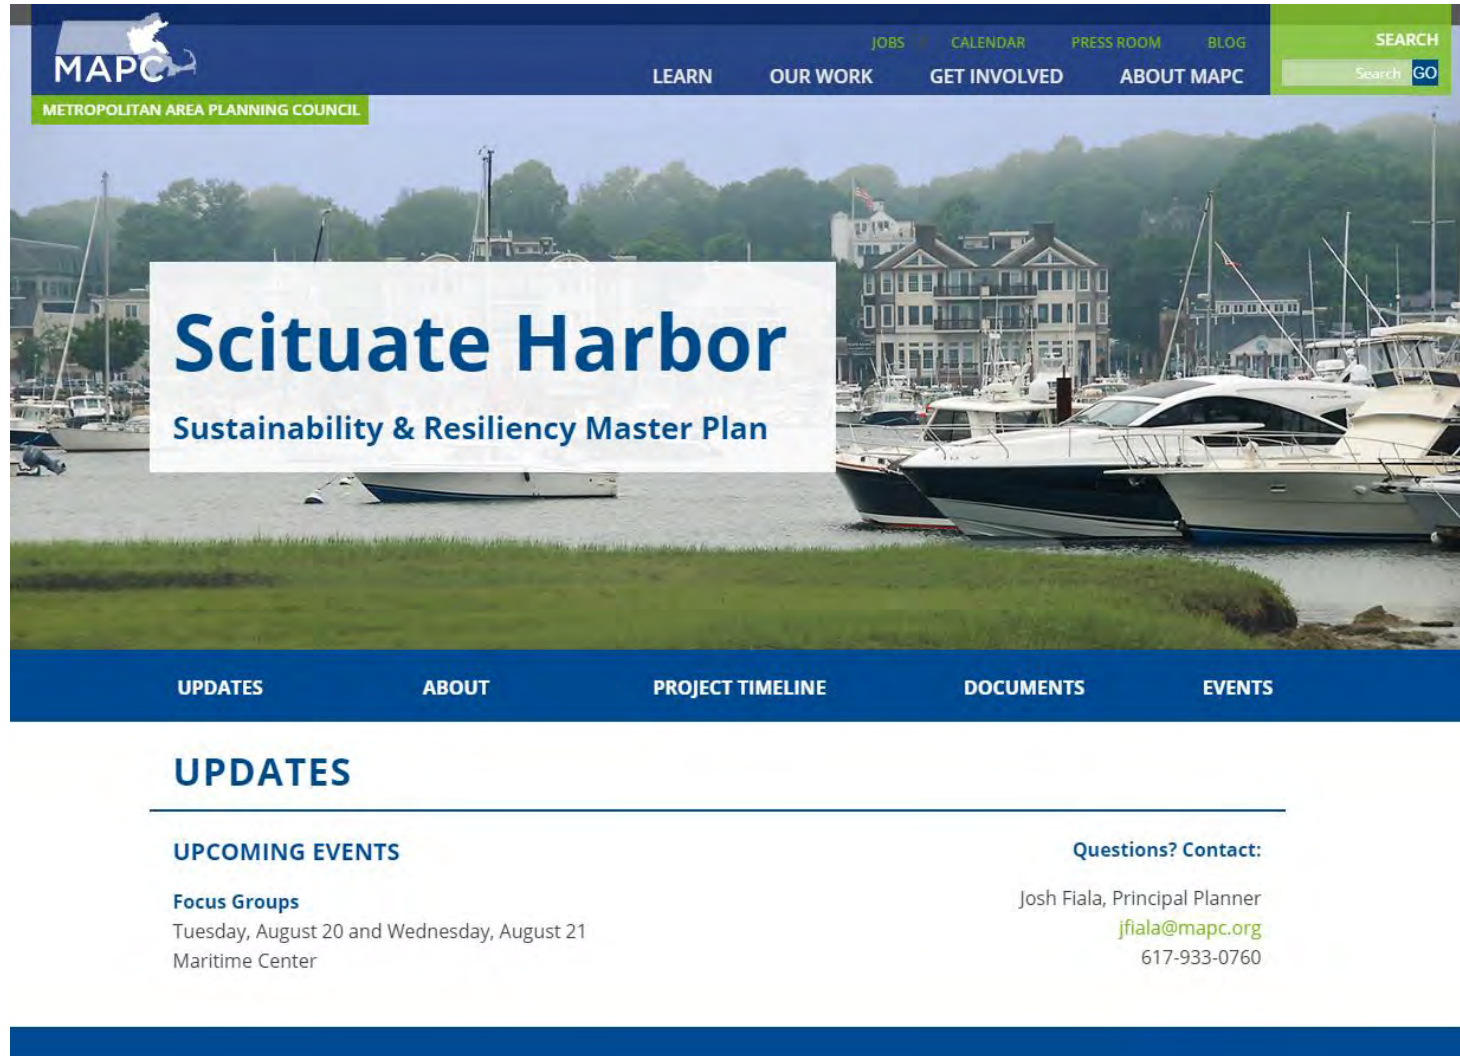 MAPC
METROPOLITAN AREA PLANNING COUNCIL
JOBS CALENDAR PRESS ROOM BLOG
LEARN OUR WORK GET INVOLVED ABOUT MAPC
SEARCH
Search GO
Scituate Harbor
Sustainability & Resiliency Master Plan
UPDATES ABOUT PROJECT TIMELINE DOCUMENTS EVENTS
UPDATES
UPCOMING EVENTS
Focus Groups
Tuesday, August 20 and Wednesday, August 21
Maritime Center
Questions? Contact:
Josh Fiala, Principal Planner
jfiala@mapc.org
617-933-0760